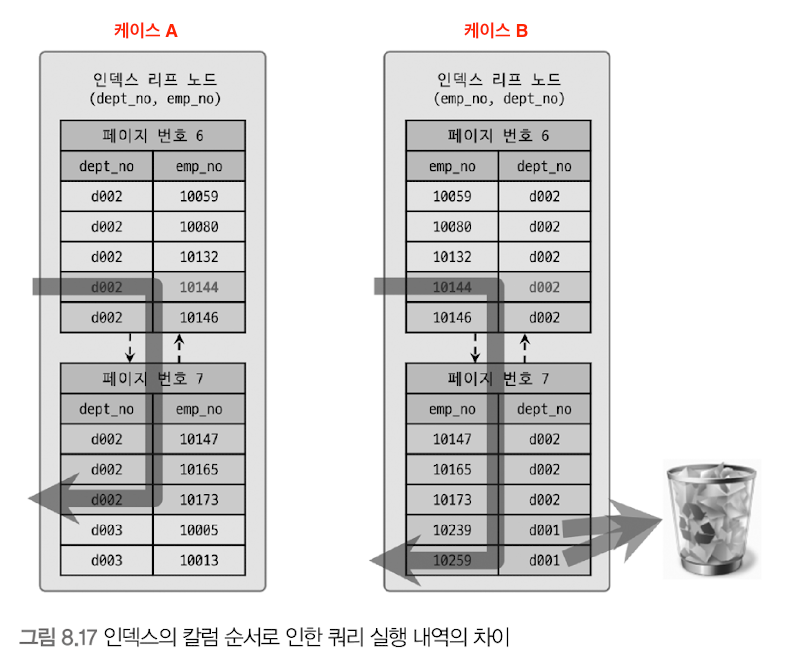 케이스 A
인덱스 리프 노드
(dept_no, emp_no)
페이지 번호 6
dept_no emp_no
d002 10059
d002 10080
d002 10132
d002 10144
d002 10146
페이지 번호 7
dept_no emp_no
d002 10147
d002 10165
d002 10173
d003 10005
d003 10013
케이스 B
인덱스 리프 노드
(emp_no, dept_no)
페이지 번호 6
emp_no dept_no
10059 d002
10080 d002
10132 d002
10144 d002
10146 d002
페이지 번호 7
emp_no dept_no
10147 d002
10165 d002
10173 d002
10239 d001
10259 d001
그림 8.17 인덱스의 칼럼 순서로 인한 쿼리 실행 내역의 차이